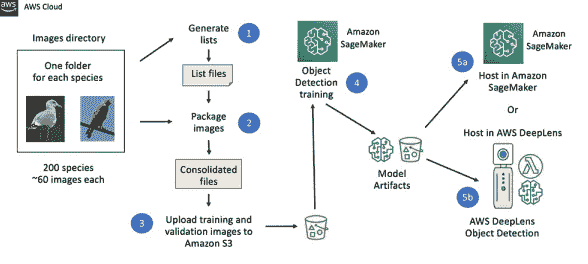 aws
AWS Cloud
Images directory
One folder
for each species
200 species
~60 images each
Generate
lists
1
List files
Package
images
2
Consolidated
files
3
Upload training and
validation images to
Amazon S3
Amazon
SageMaker
Object
Detection
training
4
Model
Artifacts
5a
Amazon
SageMaker
Host in Amazon
SageMaker
Or
Host in AWS DeepLens
5b
AWS DeepLens
Object Detection